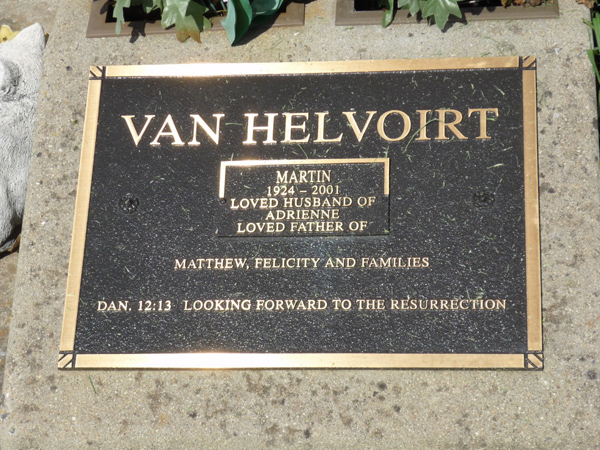 VAN HELVOIRT
MARTIN
1924 – 2001
LOVED HUSBAND OF
ADRIENNE
LOVED FATHER OF
MATTHEW, FELICITY AND FAMILIES
DAN. 12:13 LOOKING FORWARD TO THE RESURRECTION